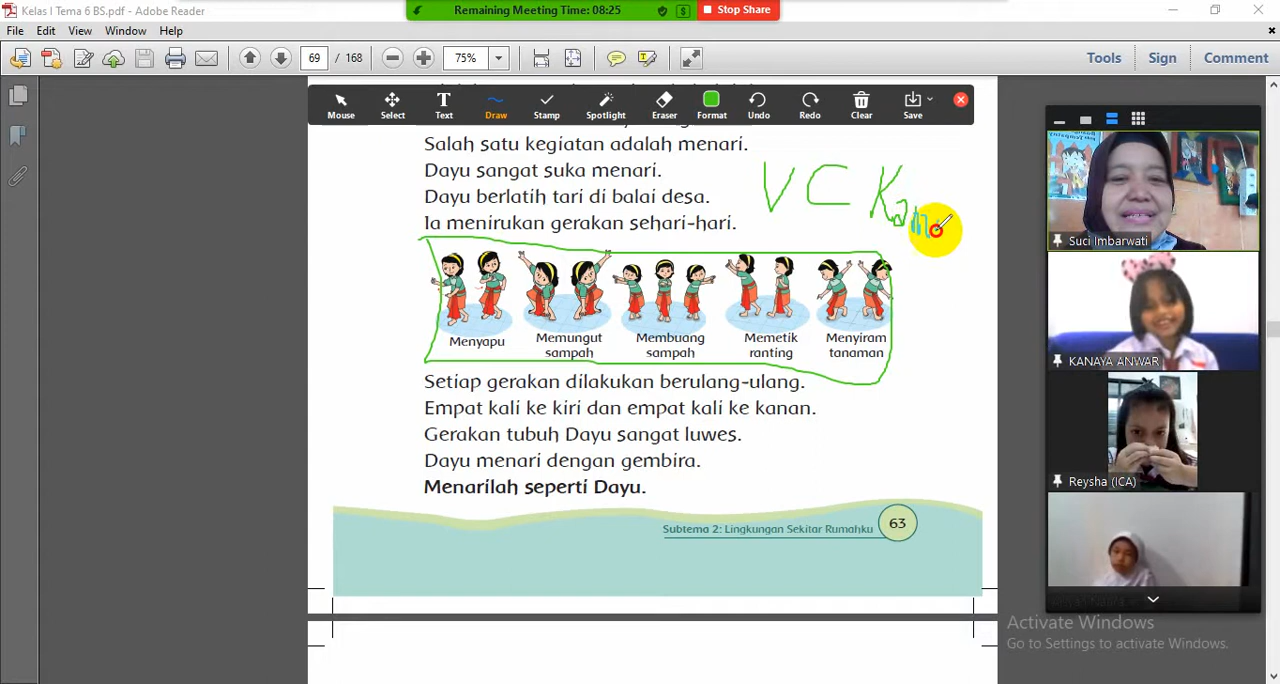 Kelas I Tema 6 BS.pdf - Adobe Reader
Remaining Meeting Time: 08:25
Stop Share
File Edit View Window Help
69 / 168
75%
Tools Sign Comment
Mouse Select Text Draw Stamp Spotlight Eraser Format Undo Redo Clear Save
Salah satu kegiatan adalah menari.
Dayu sangat suka menari.
Dayu berlatih tari di balai desa.
Ia menirukan gerakan sehari-hari.
VC Kam
Menyapu
Memungut
sampah
Membuang
sampah
Memetik
ranting
Menyiram
tanaman
Setiap gerakan dilakukan berulang-ulang.
Empat kali ke kiri dan empat kali ke kanan.
Gerakan tubuh Dayu sangat luwes.
Dayu menari dengan gembira.
Menarilah seperti Dayu.
Subtema 2: Lingkungan Sekitar Rumahku 63
Suci Imbarwati
KANAYA ANWAR
Reysha (ICA)
Activate Windows
Go to Settings to activate Windows.